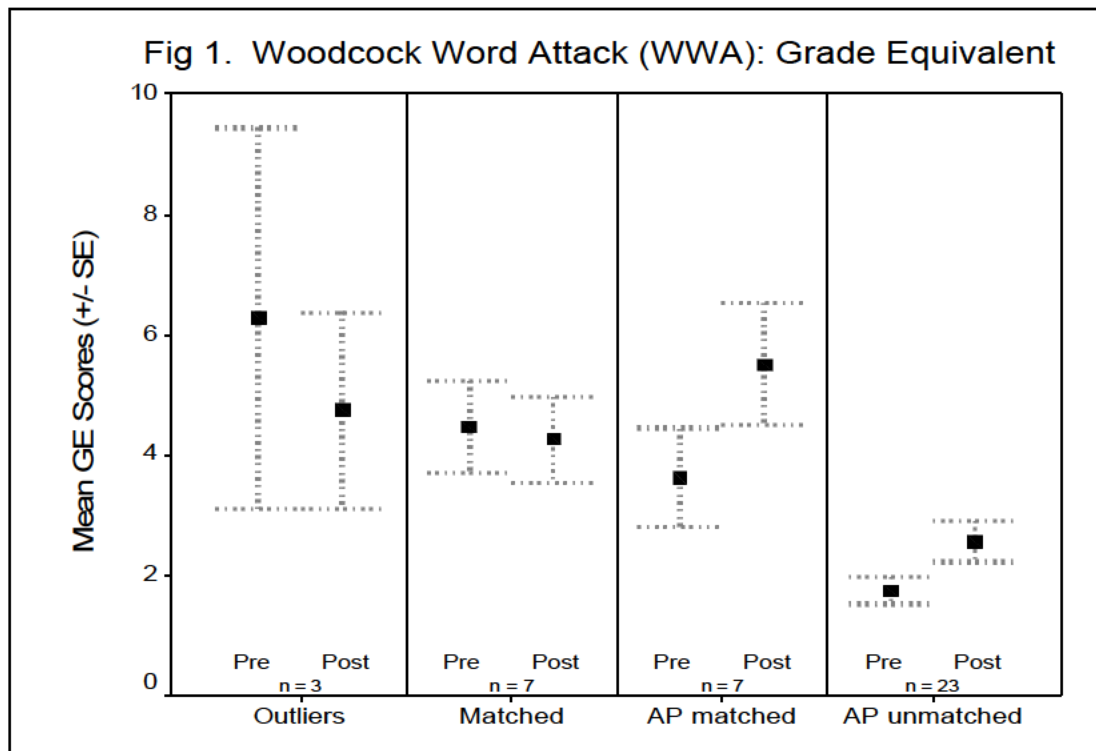 Fig 1. Woodcock Word Attack (WWA): Grade Equivalent
Mean GE Scores (+/- SE)
10
8
6
4
2
0
Pre Post
n = 3
Outliers
Pre Post
n = 7
Matched
Pre Post
n = 7
AP matched
Pre Post
n = 23
AP unmatched